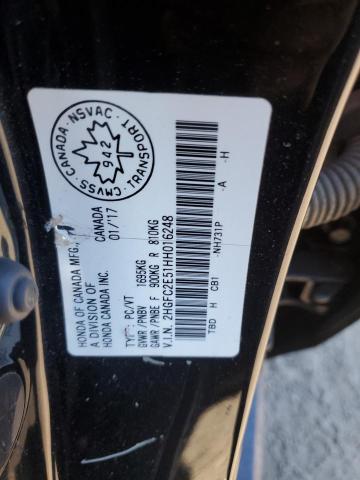 CMVSS · CANADA · NSVAC
942
TRANSPORT
HONDA OF CANADA MFG.,
A DIVISION OF
HONDA CANADA INC.
CANADA
01/'17
TYPE: PC/VT
GVWR /PNBV 1695KG
GAWR /PNBE F 900KG R 810KG
V.I.N. 2HGFC2E51HH016248
NH731P -A -H
TBD H CB1